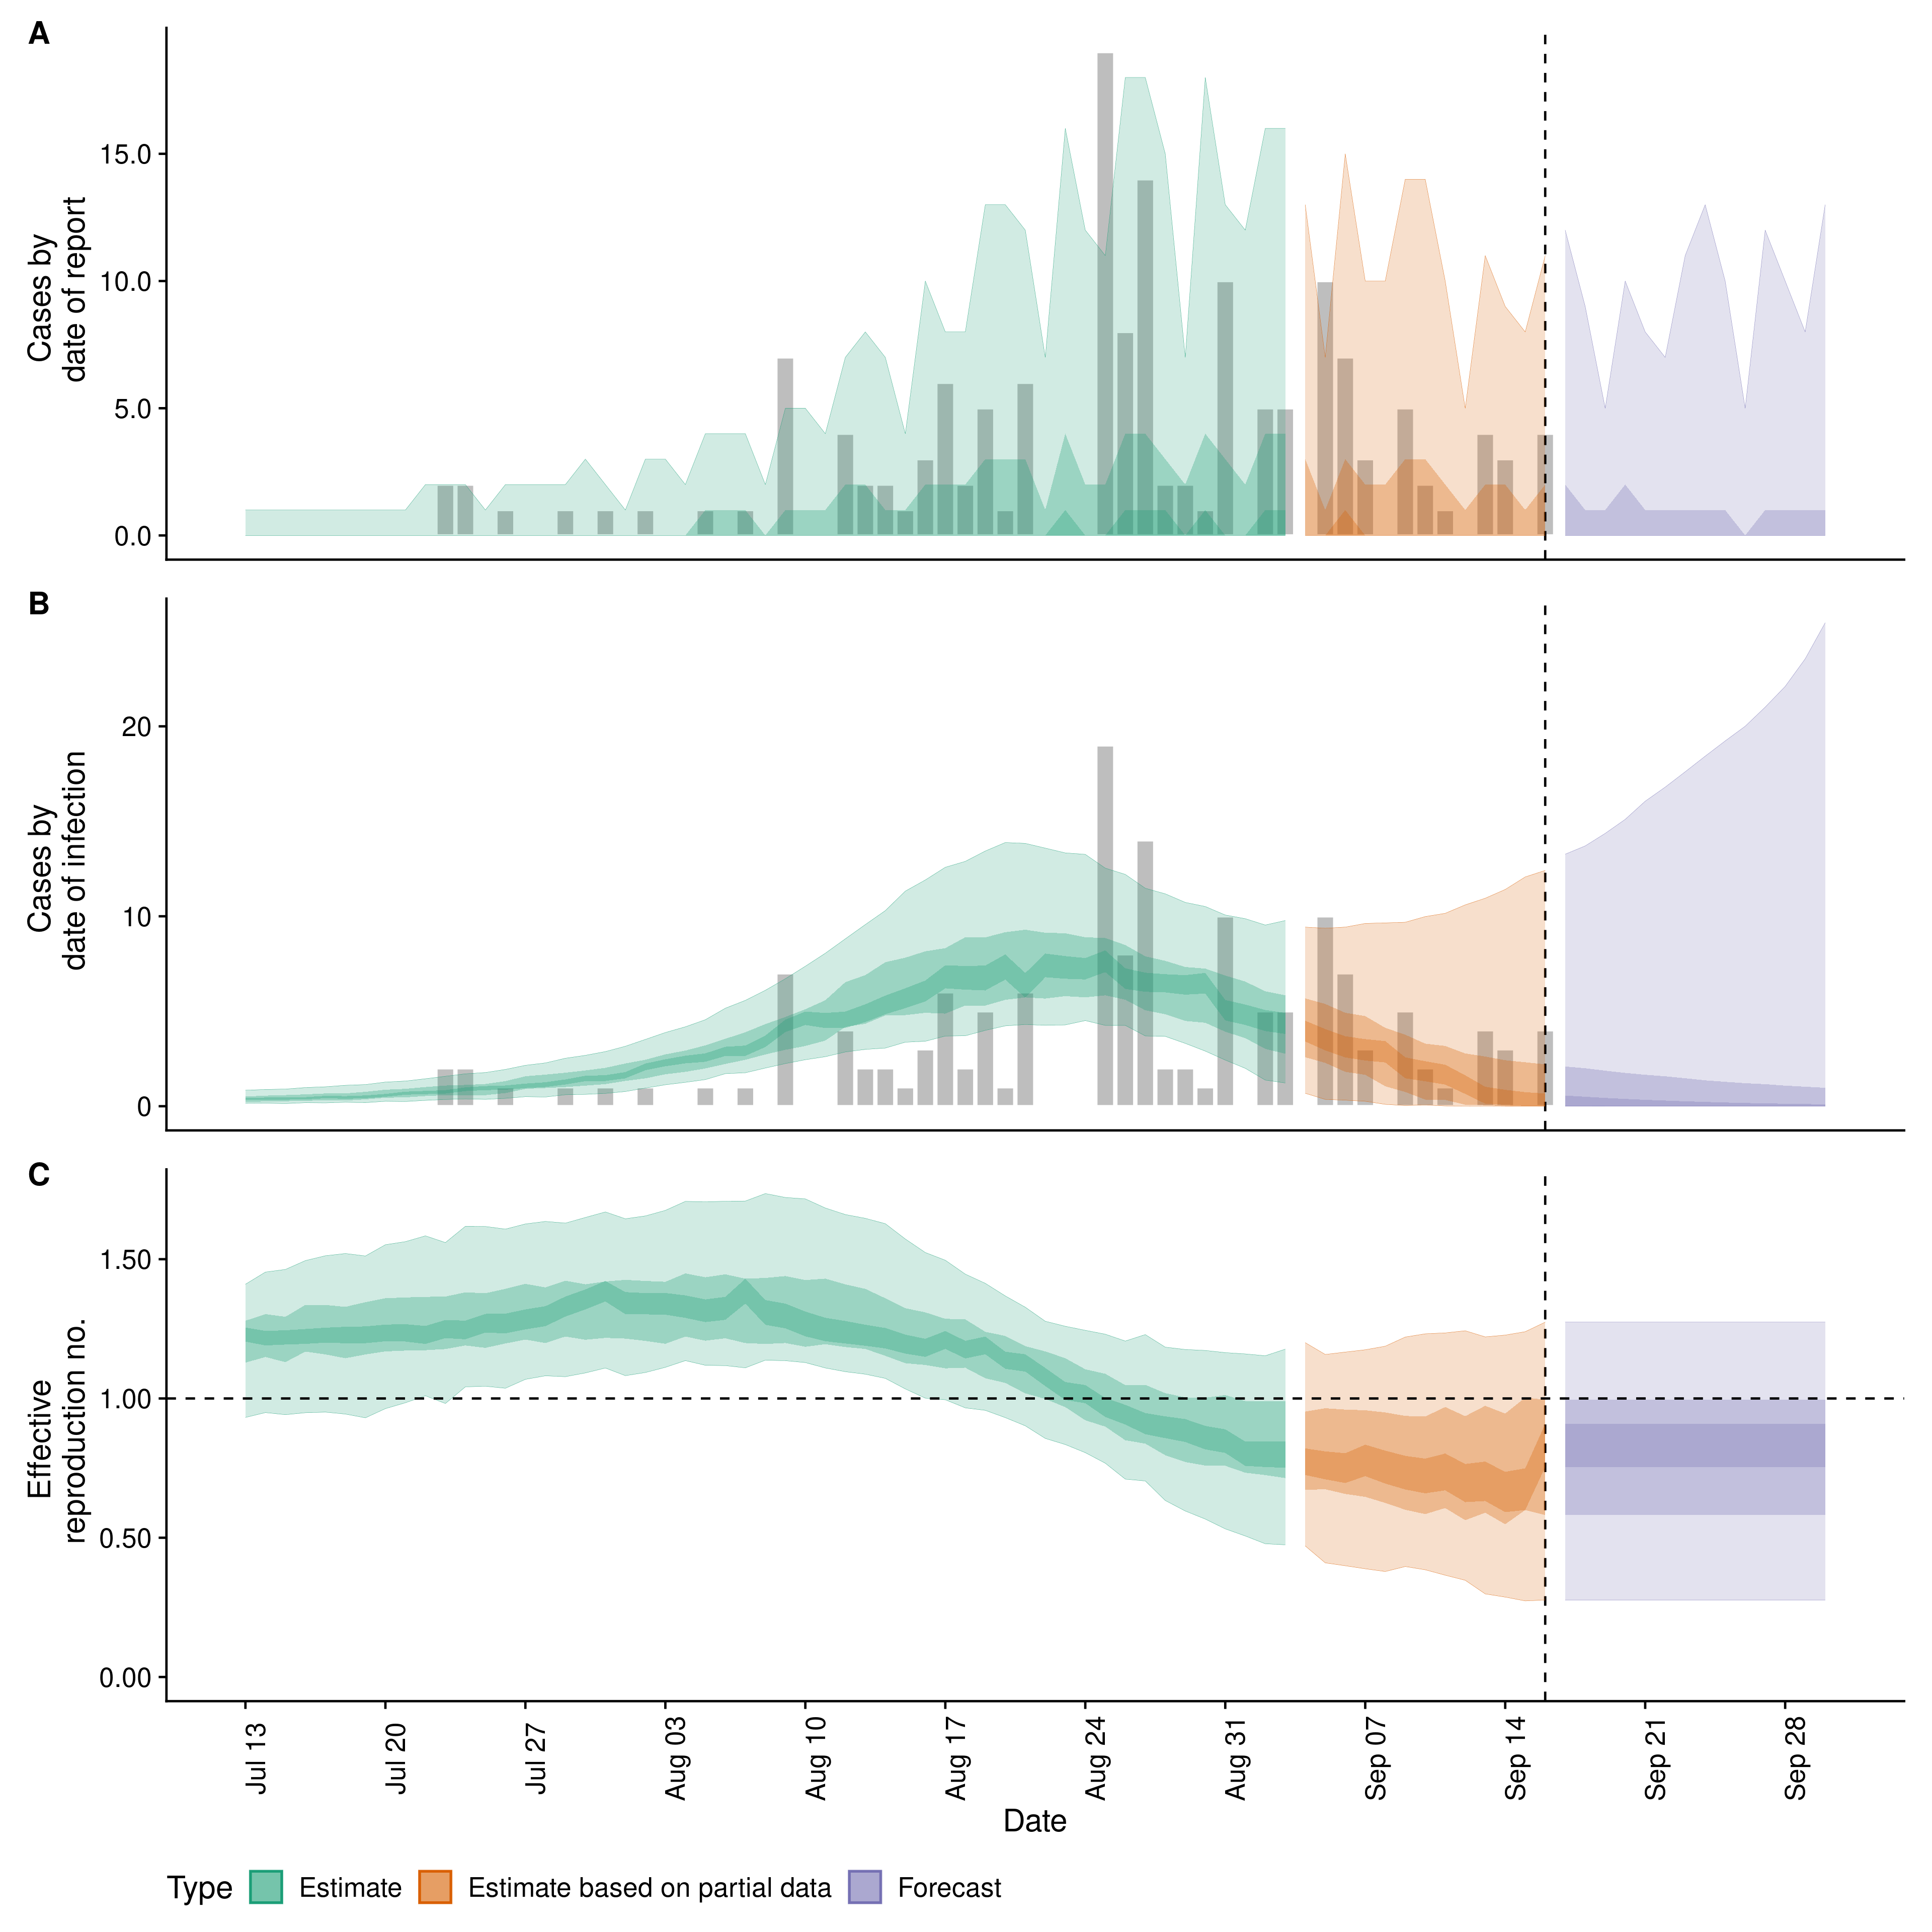 A
Cases by
date of report
15.0
10.0
5.0
0.0
B
Cases by
date of infection
20
10
0
C
Effective
reproduction no.
1.50
1.00
0.50
0.00
Jul 13
Jul 20
Jul 27
Aug 03
Aug 10
Aug 17
Aug 24
Aug 31
Sep 07
Sep 14
Sep 21
Sep 28
Date
Type Estimate Estimate based on partial data Forecast